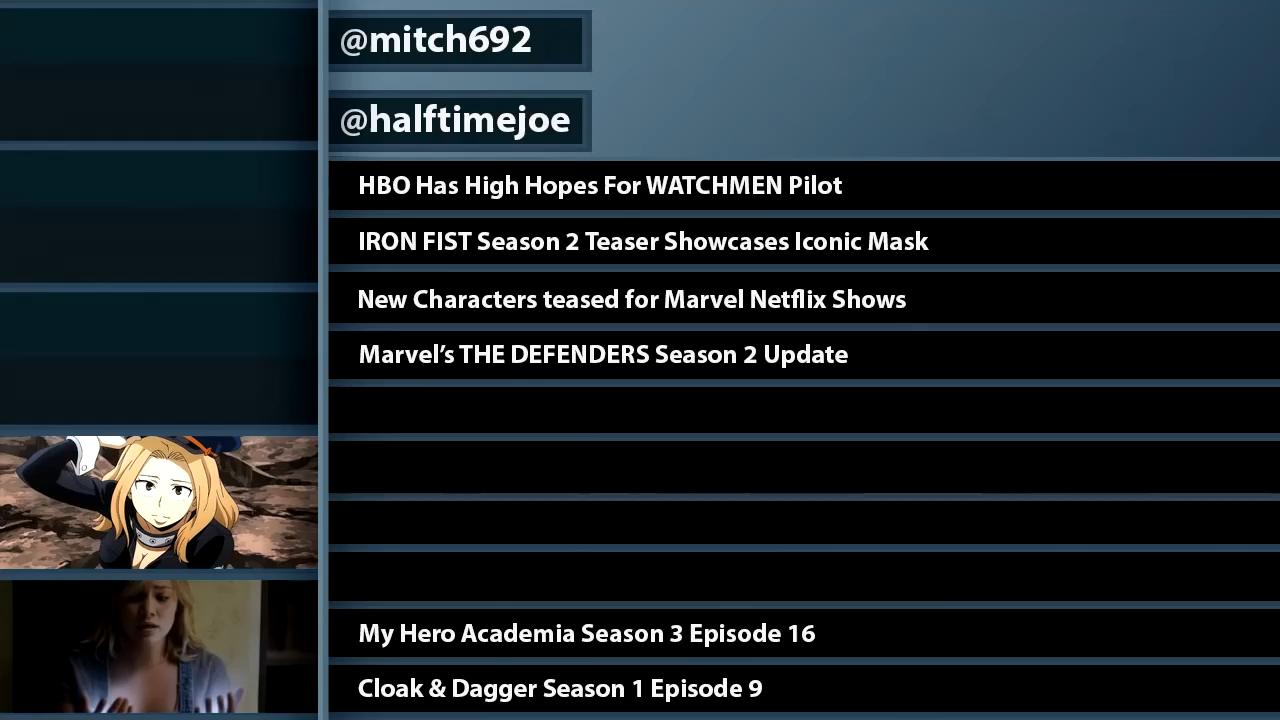 @mitch692
@halftimejoe
HBO Has High Hopes For WATCHMEN Pilot
IRON FIST Season 2 Teaser Showcases Iconic Mask
New Characters teased for Marvel Netflix Shows
Marvel’s THE DEFENDERS Season 2 Update
My Hero Academia Season 3 Episode 16
Cloak & Dagger Season 1 Episode 9